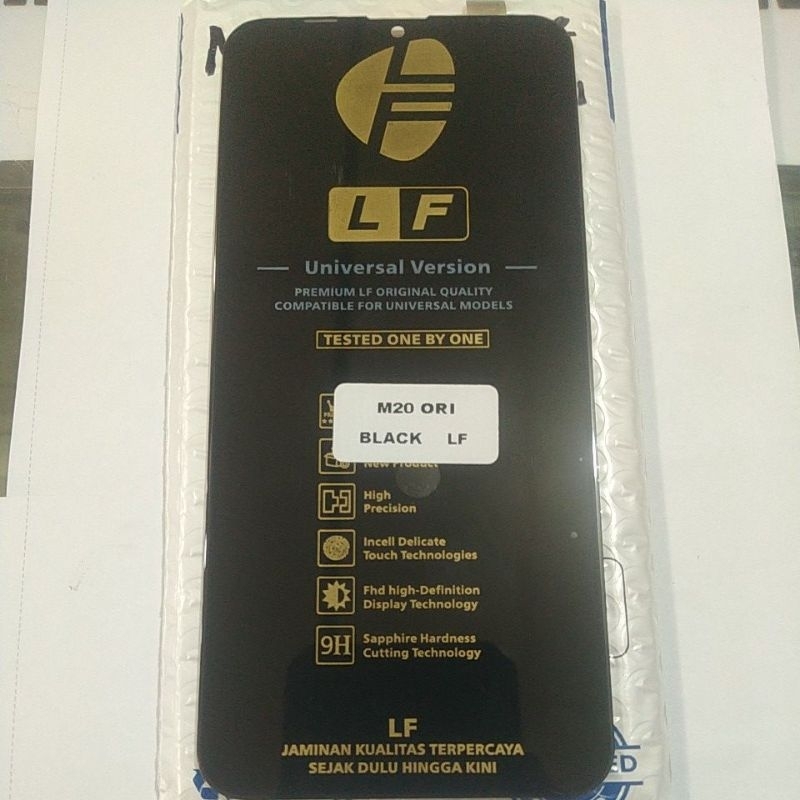 L F
Universal Version
PREMIUM LF ORIGINAL QUALITY
COMPATIBLE FOR UNIVERSAL MODELS
TESTED ONE BY ONE
M20 ORI
BLACK LF
New Product
High
Precision
Incell Delicate
Touch Technologies
Fhd high-Definition
Display Technology
9H
Sapphire Hardness
Cutting Technology
LF
JAMINAN KUALITAS TERPERCAYA
SEJAK DULU HINGGA KINI